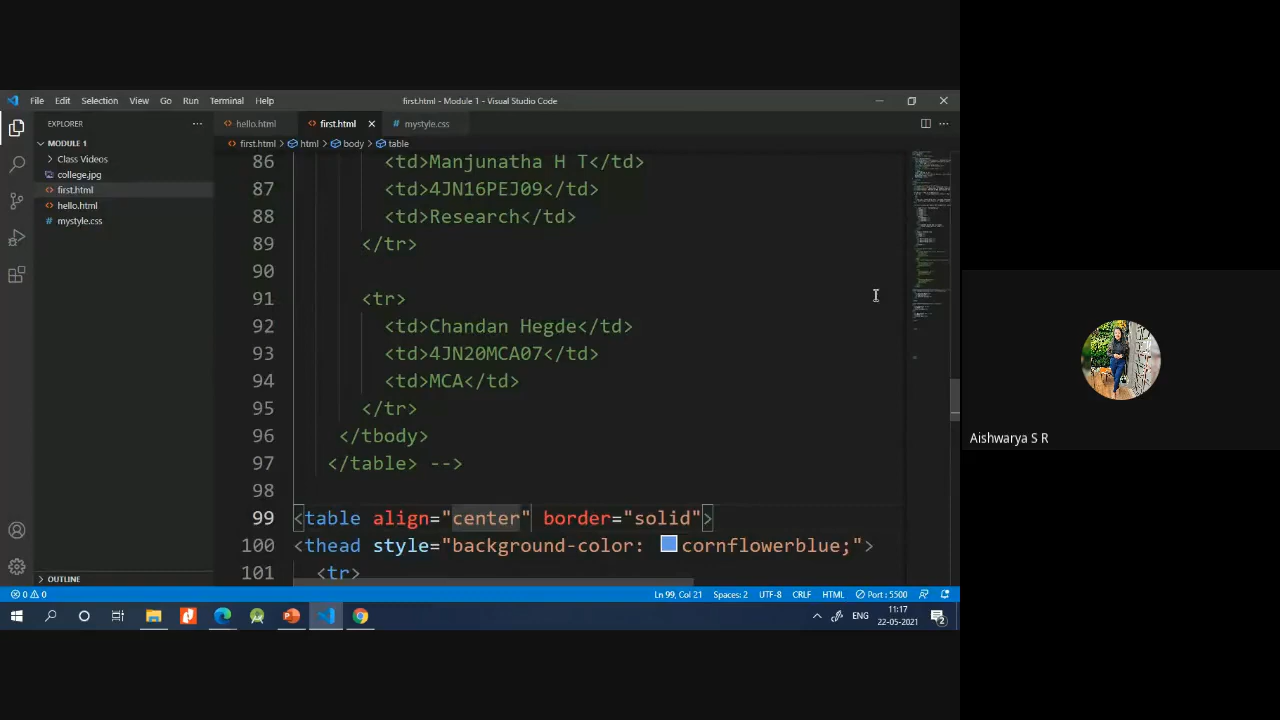 File Edit Selection View Go Run Terminal Help first.html - Module 1 - Visual Studio Code
EXPLORER ··· hello.html first.html # mystyle.css
MODULE 1
Class Videos
college.jpg
first.html
hello.html
# mystyle.css
first.html > html > body > table
86 <td>Manjunatha H T</td>
87 <td>4JN16PEJ09</td>
88 <td>Research</td>
89 </tr>
90
91 <tr>
92 <td>Chandan Hegde</td>
93 <td>4JN20MCA07</td>
94 <td>MCA</td>
95 </tr>
96 </tbody>
97 </table> -->
98
99 <table align="center" border="solid">
100 <thead style="background-color: cornflowerblue;">
101 <tr>
OUTLINE
0 0 Ln 99, Col 21 Spaces: 2 UTF-8 CRLF HTML Port : 5500
ENG 11:17
22-05-2021 2
Aishwarya S R